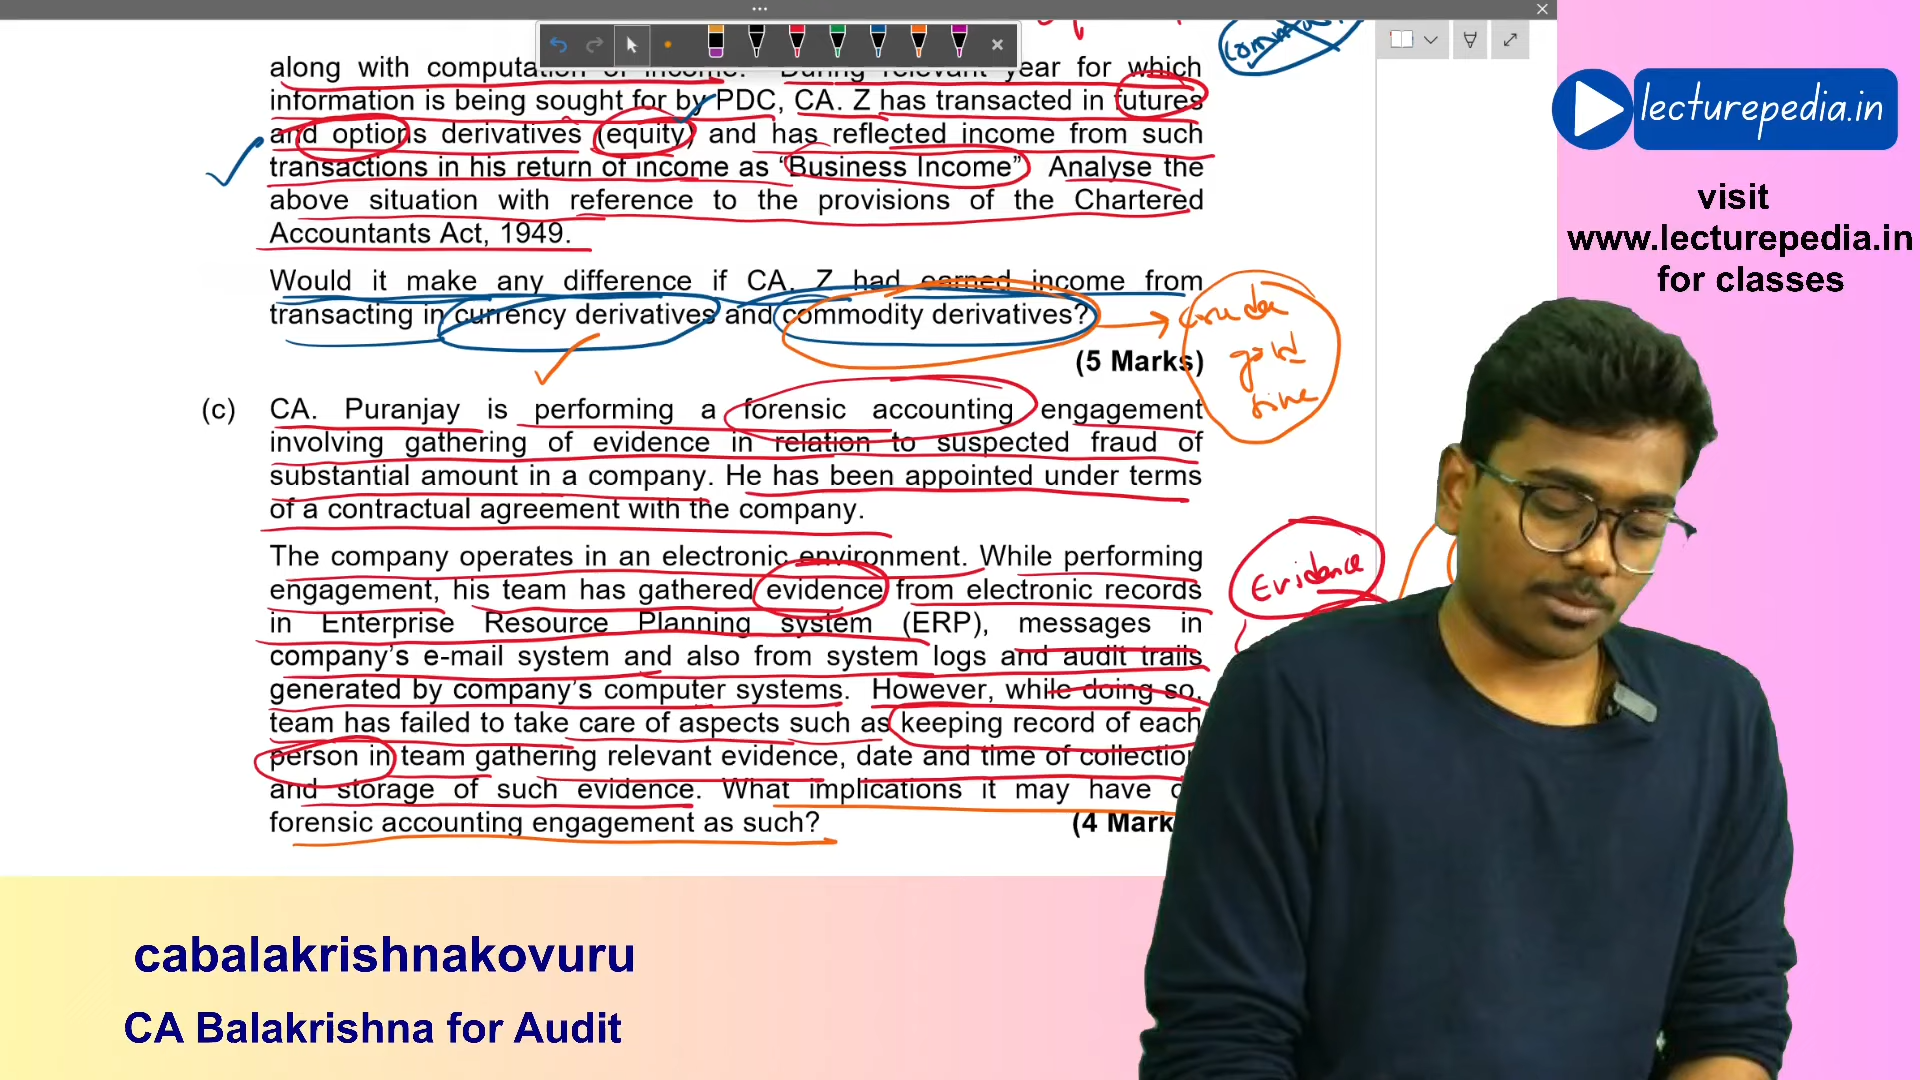 along with computation of income. During relevant year for which
information is being sought for by PDC, CA. Z has transacted in futures
and options derivatives (equity) and has reflected income from such
transactions in his return of income as “Business Income” Analyse the
above situation with reference to the provisions of the Chartered
Accountants Act, 1949.
Would it make any difference if CA. Z had earned income from
transacting in currency derivatives and commodity derivatives?
(5 Marks)
crude
gold
(c) CA. Puranjay is performing a forensic accounting engagement
involving gathering of evidence in relation to suspected fraud of
substantial amount in a company. He has been appointed under terms
of a contractual agreement with the company.
The company operates in an electronic environment. While performing
engagement, his team has gathered evidence from electronic records
in Enterprise Resource Planning system (ERP), messages in
company’s e-mail system and also from system logs and audit trails
generated by company’s computer systems. However, while doing so,
team has failed to take care of aspects such as keeping record of each
person in team gathering relevant evidence, date and time of collection
and storage of such evidence. What implications it may have
forensic accounting engagement as such? (4 Mark
Evidence
lecturepedia.in
visit
www.lecturepedia.in
for classes
cabalakrishnakovuru
CA Balakrishna for Audit